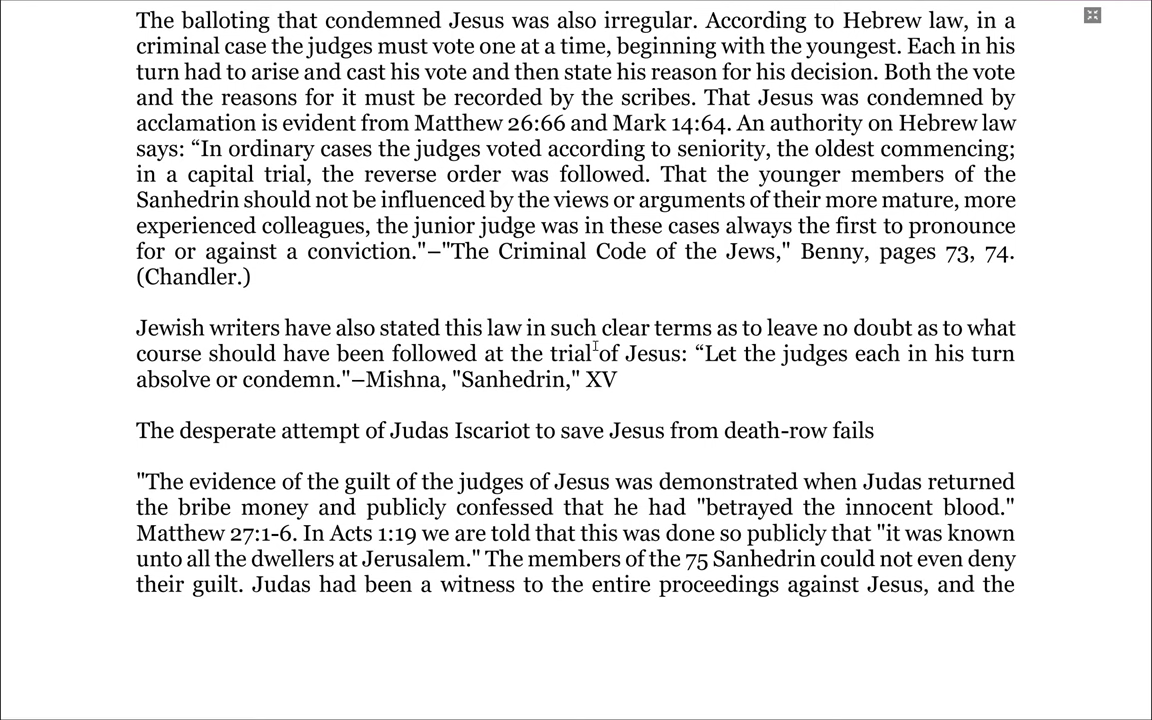 The balloting that condemned Jesus was also irregular. According to Hebrew law, in a
criminal case the judges must vote one at a time, beginning with the youngest. Each in his
turn had to arise and cast his vote and then state his reason for his decision. Both the vote
and the reasons for it must be recorded by the scribes. That Jesus was condemned by
acclamation is evident from Matthew 26:66 and Mark 14:64. An authority on Hebrew law
says: “In ordinary cases the judges voted according to seniority, the oldest commencing;
in a capital trial, the reverse order was followed. That the younger members of the
Sanhedrin should not be influenced by the views or arguments of their more mature, more
experienced colleagues, the junior judge was in these cases always the first to pronounce
for or against a conviction."–"The Criminal Code of the Jews," Benny, pages 73, 74.
(Chandler.)
Jewish writers have also stated this law in such clear terms as to leave no doubt as to what
course should have been followed at the trial of Jesus: “Let the judges each in his turn
absolve or condemn."–Mishna, "Sanhedrin," XV
The desperate attempt of Judas Iscariot to save Jesus from death-row fails
"The evidence of the guilt of the judges of Jesus was demonstrated when Judas returned
the bribe money and publicly confessed that he had "betrayed the innocent blood."
Matthew 27:1-6. In Acts 1:19 we are told that this was done so publicly that "it was known
unto all the dwellers at Jerusalem." The members of the 75 Sanhedrin could not even deny
their guilt. Judas had been a witness to the entire proceedings against Jesus, and the